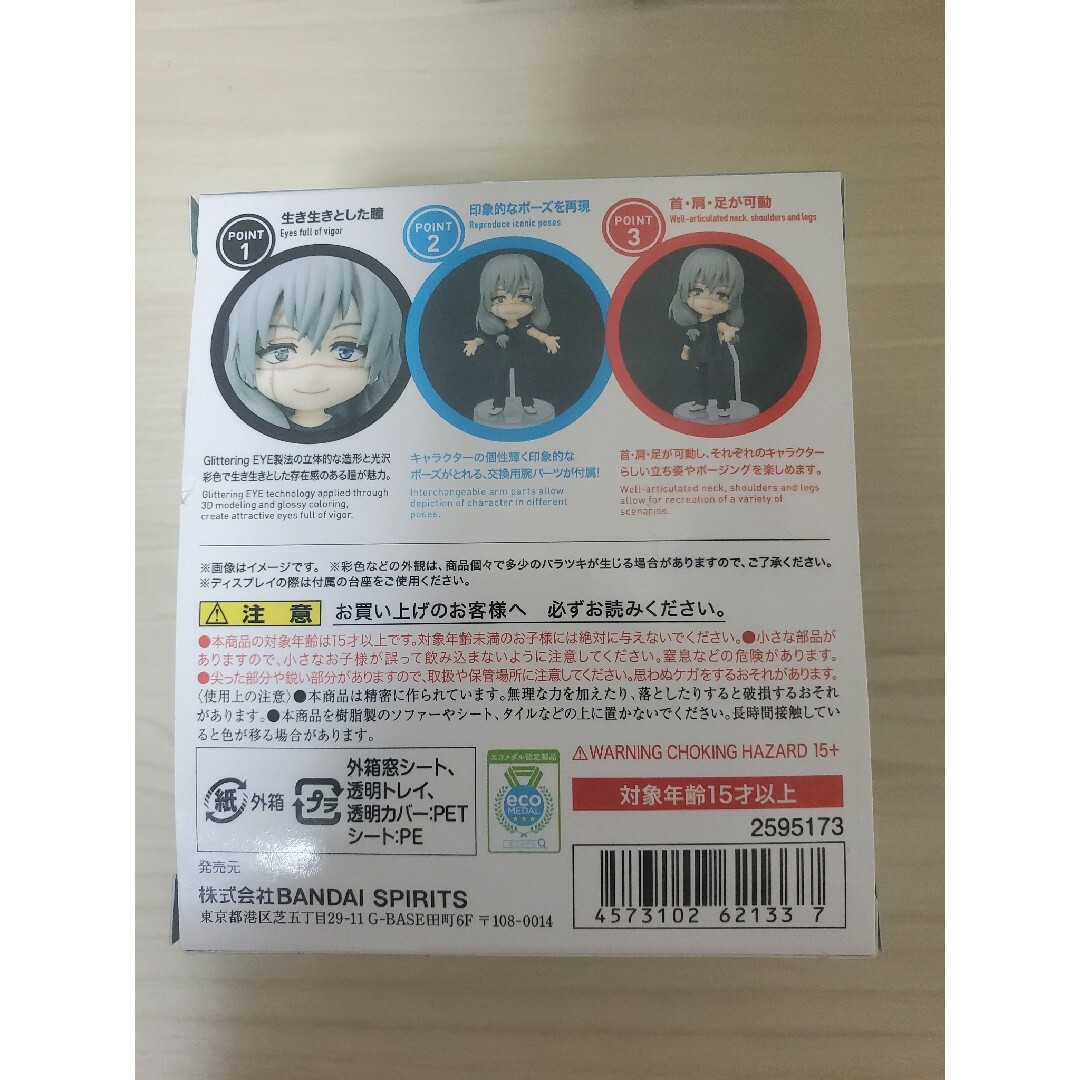 POINT
1
生き生きとした瞳
Eyes full of vigor
POINT
2
印象的なポーズを再現
Reproduce iconic poses
POINT
3
首・肩・足が可動
Well-articulated neck, shoulders and legs
Glittering EYE製法の立体的な造形と光沢
彩色で生き生きとした存在感のある瞳が魅力。
Glittering EYE technology applied through
3D modeling and glossy coloring,
create attractive eyes full of vigor.
キャラクターの個性輝く印象的な
ポーズがとれる、交換用腕パーツが付属!
Interchangeable arm parts allow
depiction of character in different
poses.
首・肩・足が可動し、それぞれのキャラクター
らしい立ち姿やポージングを楽しめます。
Well-articulated neck, shoulders and legs
allow for recreation of a variety of
scenarios.
※画像はイメージです。 ※彩色などの外観は、商品個々で多少のバラツキが生じる場合がありますので、ご了承ください。
※ディスプレイの際は付属の台座をご使用ください。
注意 お買い上げのお客様へ 必ずお読みください。
●本商品の対象年齢は15才以上です。対象年齢未満のお子様には絶対に与えないでください。●小さな部品が
ありますので、小さなお子様が誤って飲み込まないように注意してください。窒息などの危険があります。
●尖った部分や鋭い部分がありますので、取扱や保管場所に注意してください。思わぬケガをするおそれがあります。
〈使用上の注意〉●本商品は精密に作られています。無理な力を加えたり、落としたりすると破損するおそれ
があります。●本商品を樹脂製のソファーやシート、タイルなどの上に置かないでください。長時間接触してい
ると色が移る場合があります。
紙 外箱
プラ
外箱窓シート、
透明トレイ、
透明カバー:PET
シート:PE
エコメダル認定製品
eco
MEDAL
エコメダル
⚠WARNING CHOKING HAZARD 15+
対象年齢15才以上
2595173
4573102 62133 7
発売元
株式会社BANDAI SPIRITS
東京都港区芝五丁目29-11 G-BASE田町6F 〒108-0014